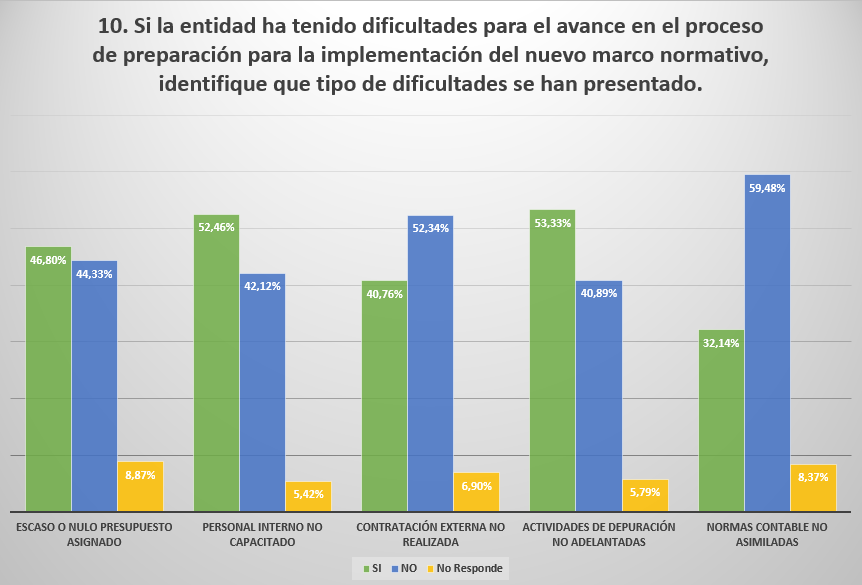 10. Si la entidad ha tenido dificultades para el avance en el proceso
de preparación para la implementación del nuevo marco normativo,
identifique que tipo de dificultades se han presentado.
46,80%
44,33%
8,87%
52,46%
42,12%
5,42%
40,76%
52,34%
6,90%
53,33%
40,89%
5,79%
32,14%
59,48%
8,37%
ESCASO O NULO PRESUPUESTO
ASIGNADO
PERSONAL INTERNO NO
CAPACITADO
CONTRATACIÓN EXTERNA NO
REALIZADA
ACTIVIDADES DE DEPURACIÓN
NO ADELANTADAS
NORMAS CONTABLE NO
ASIMILADAS
SI NO No Responde